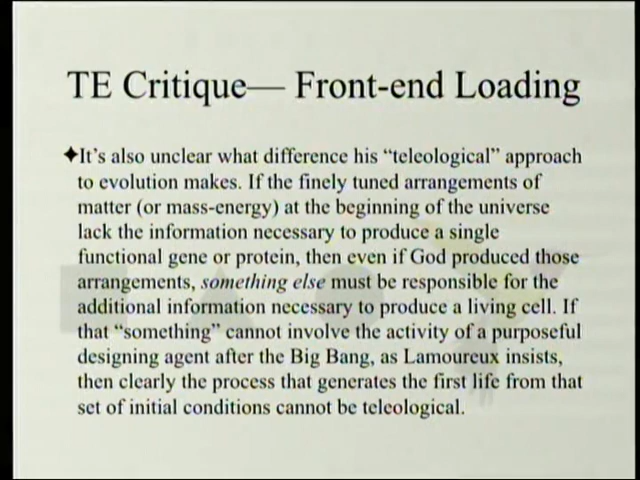 TE Critique— Front-end Loading
✦It's also unclear what difference his “teleological” approach
to evolution makes. If the finely tuned arrangements of
matter (or mass-energy) at the beginning of the universe
lack the information necessary to produce a single
functional gene or protein, then even if God produced those
arrangements, something else must be responsible for the
additional information necessary to produce a living cell. If
that “something” cannot involve the activity of a purposeful
designing agent after the Big Bang, as Lamoureux insists,
then clearly the process that generates the first life from that
set of initial conditions cannot be teleological.